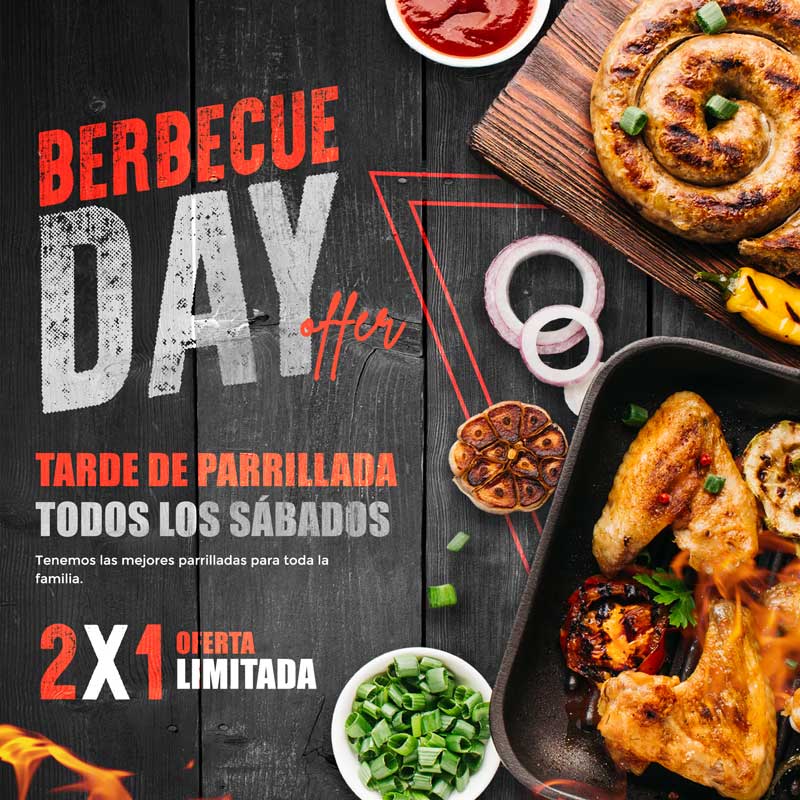 BERBECUE
DAY
offer
TARDE DE PARRILLADA
TODOS LOS SÁBADOS
Tenemos las mejores parrilladas para toda la
familia.
2X1 OFERTA
LIMITADA